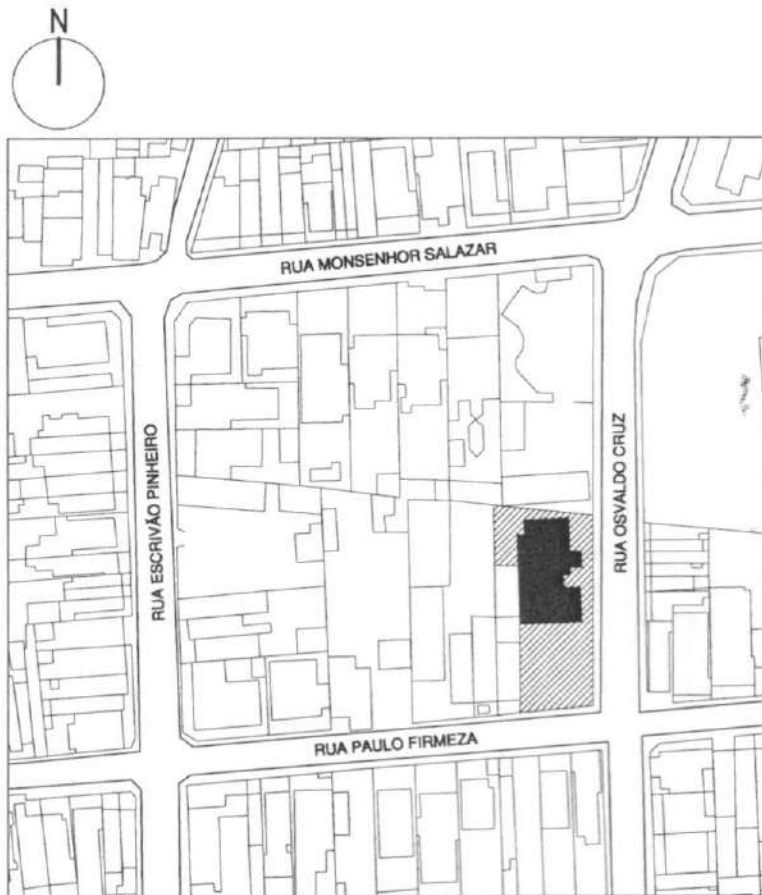 N
RUA MONSENHOR SALAZAR
RUA ESCRIVÃO PINHEIRO
RUA OSVALDO CRUZ
RUA PAULO FIRMEZA